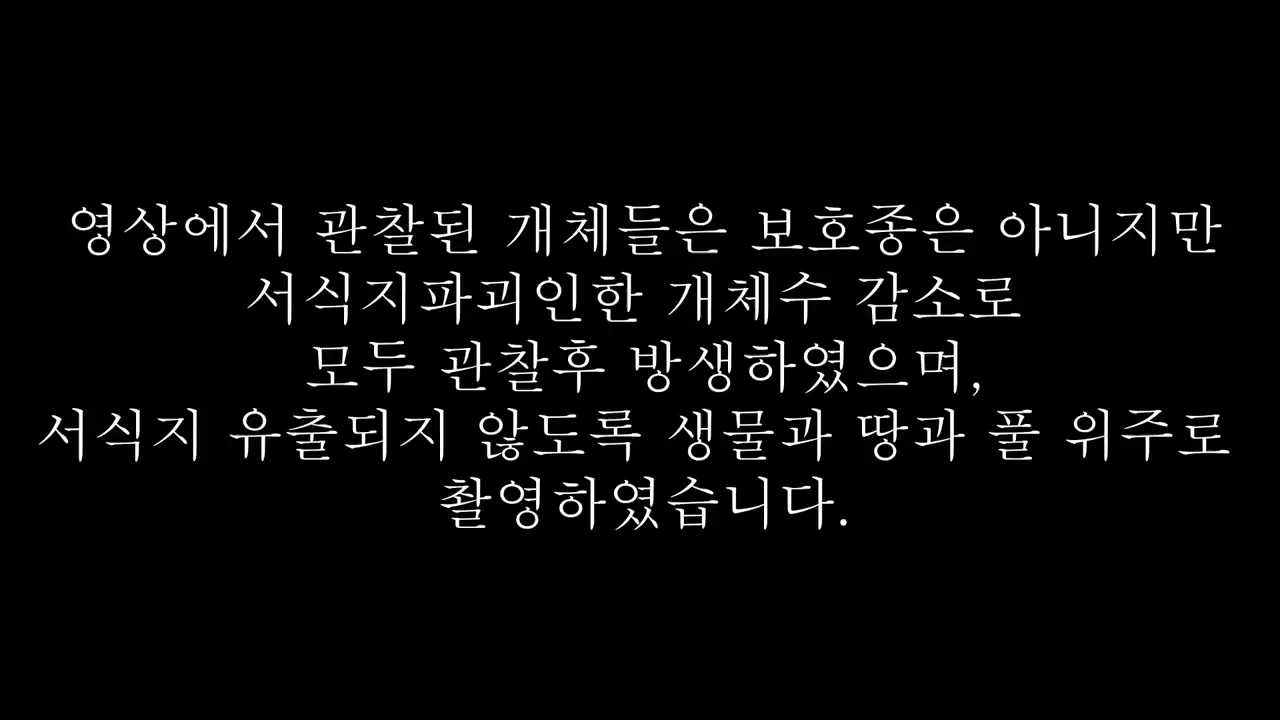 영상에서 관찰된 개체들은 보호종은 아니지만
서식지파괴인한 개체수 감소로
모두 관찰후 방생하였으며,
서식지 유출되지 않도록 생물과 땅과 풀 위주로
촬영하였습니다.